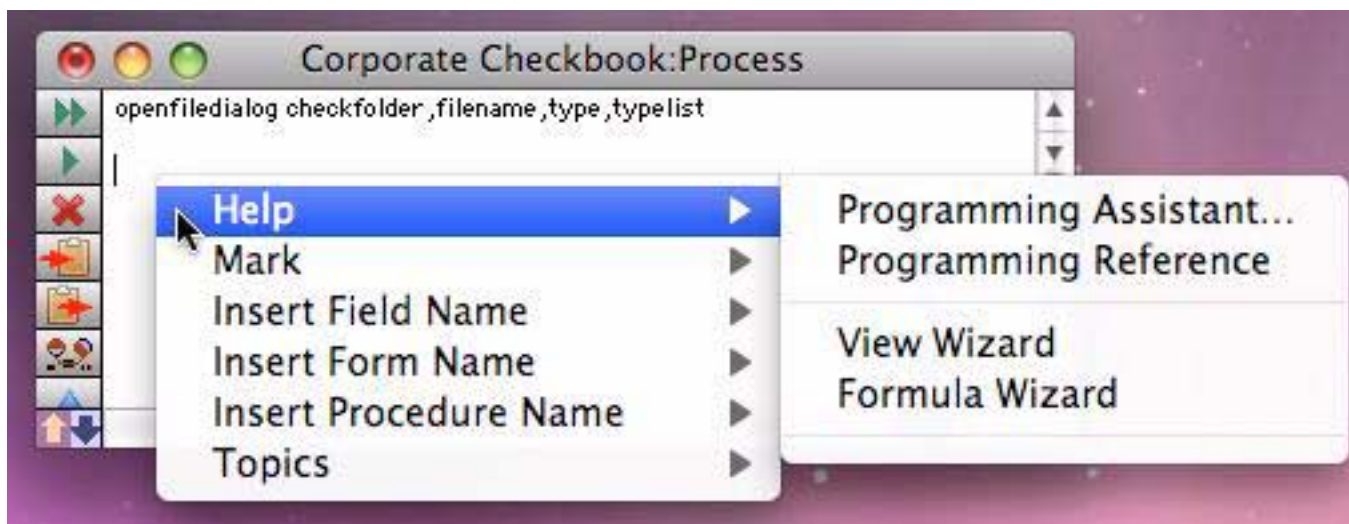 Corporate Checkbook:Process
openfiledialog checkfolder,filename,type,typelist
Help
Mark
Insert Field Name
Insert Form Name
Insert Procedure Name
Topics
Programming Assistant...
Programming Reference
View Wizard
Formula Wizard